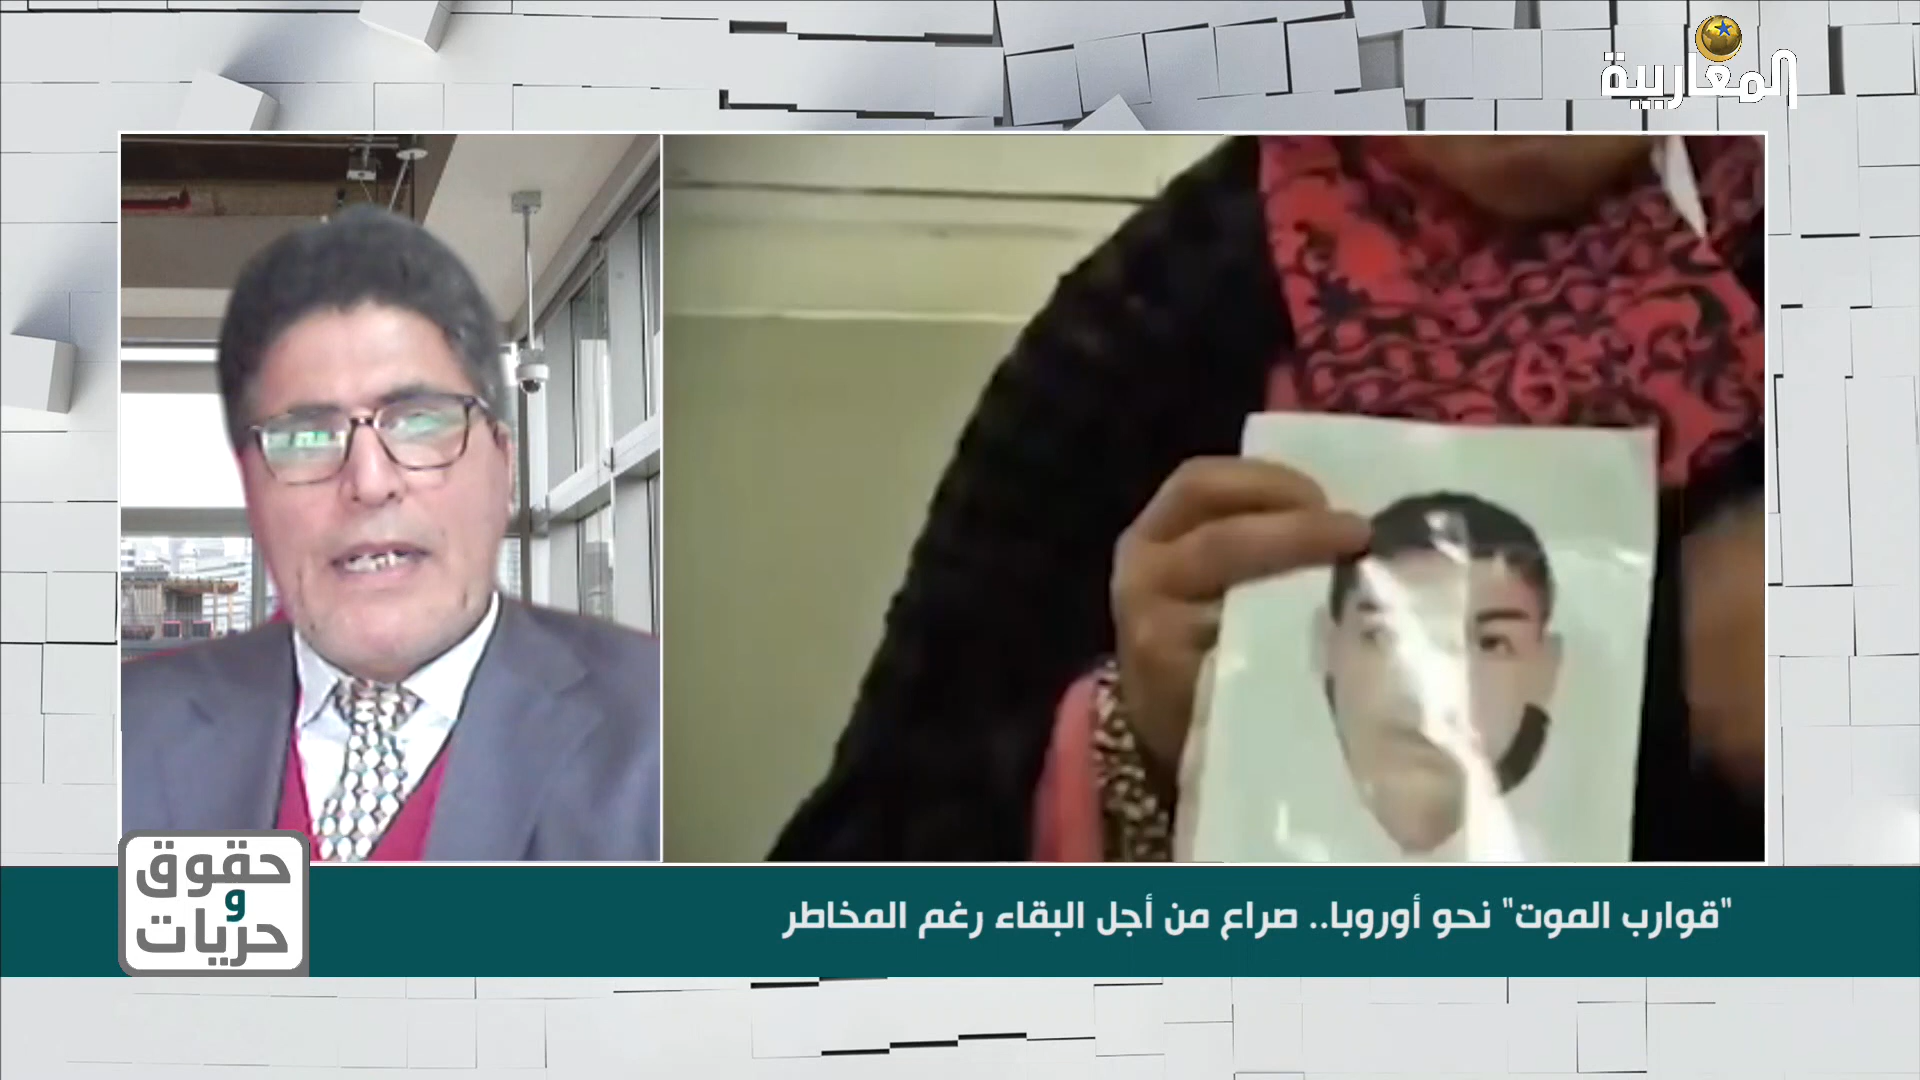 المغاربية
"قوارب الموت" نحو أوروبا.. صراع من أجل البقاء رغم المخاطر
حقوق
و
حريات